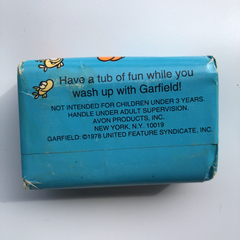 Have a tub of fun while you
wash up with Garfield!
NOT INTENDED FOR CHILDREN UNDER 3 YEARS.
HANDLE UNDER ADULT SUPERVISION.
AVON PRODUCTS, INC.
NEW YORK, N.Y. 10019
GARFIELD: ©1978 UNITED FEATURE SYNDICATE, INC.